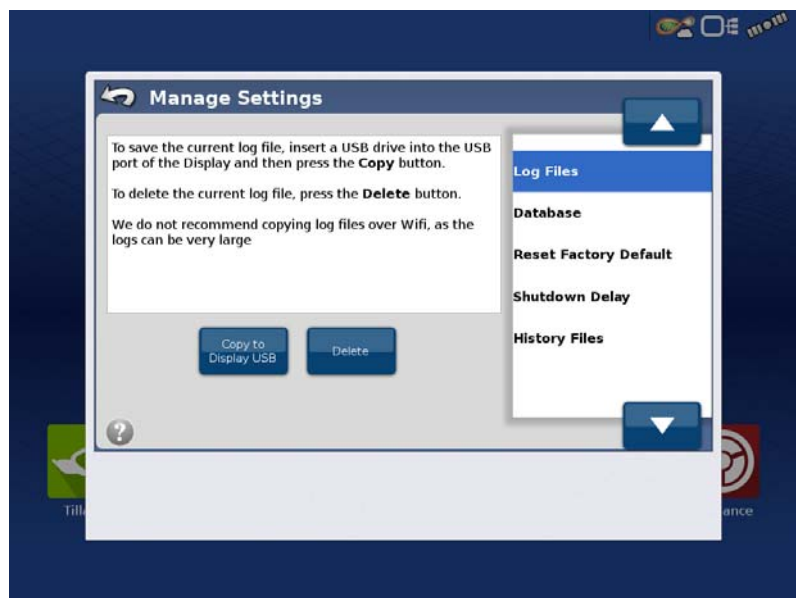 Manage Settings
To save the current log file, insert a USB drive into the USB
port of the Display and then press the Copy button.
To delete the current log file, press the Delete button.
We do not recommend copying log files over Wifi, as the
logs can be very large
Copy to
Display USB
Delete
Log Files
Database
Reset Factory Default
Shutdown Delay
History Files
?
Till
ance